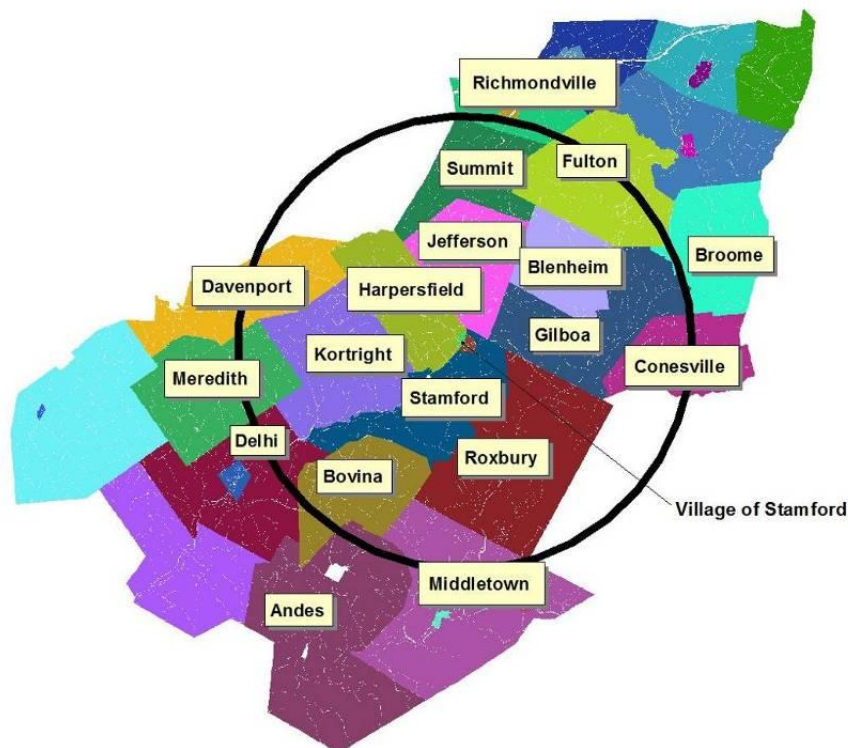 Richmondville
Summit
Fulton
Jefferson
Broome
Blenheim
Davenport
Harpersfield
Gilboa
Kortright
Conesville
Meredith
Stamford
Delhi
Roxbury
Bovina
Village of Stamford
Middletown
Andes